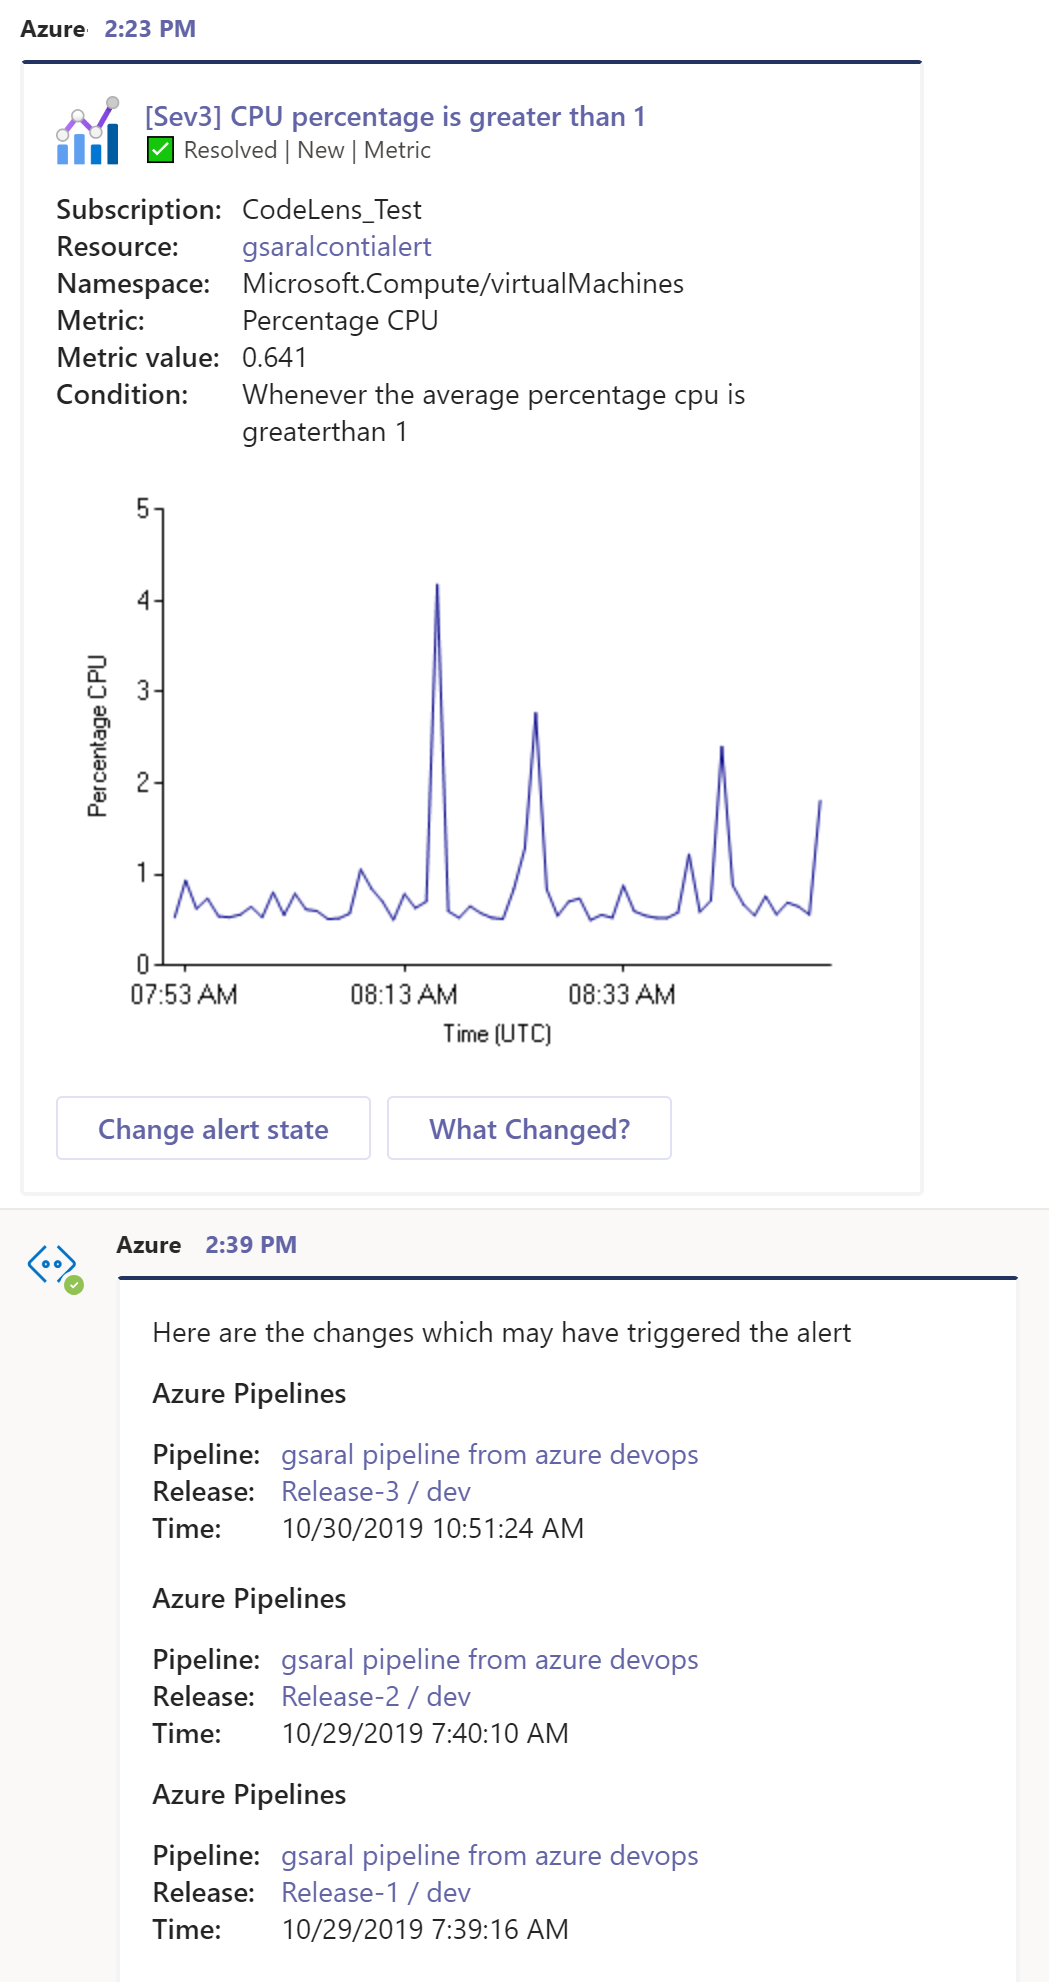 Azure 2:23 PM
[Sev3] CPU percentage is greater than 1
Resolved | New | Metric
Subscription: CodeLens_Test
Resource: gsaralcontialert
Namespace: Microsoft.Compute/virtualMachines
Metric: Percentage CPU
Metric value: 0.641
Condition: Whenever the average percentage cpu is
greaterthan 1
5
4
3
2
1
0
Percentage CPU
07:53 AM 08:13 AM 08:33 AM
Time (UTC)
Change alert state What Changed?
Azure 2:39 PM
Here are the changes which may have triggered the alert
Azure Pipelines
Pipeline: gsaral pipeline from azure devops
Release: Release-3 / dev
Time: 10/30/2019 10:51:24 AM
Azure Pipelines
Pipeline: gsaral pipeline from azure devops
Release: Release-2 / dev
Time: 10/29/2019 7:40:10 AM
Azure Pipelines
Pipeline: gsaral pipeline from azure devops
Release: Release-1 / dev
Time: 10/29/2019 7:39:16 AM